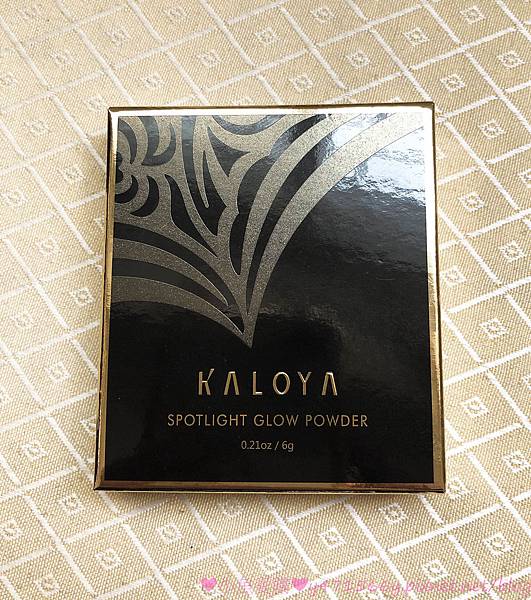 KALOYA
SPOTLIGHT GLOW POWDER
0.21oz / 6g